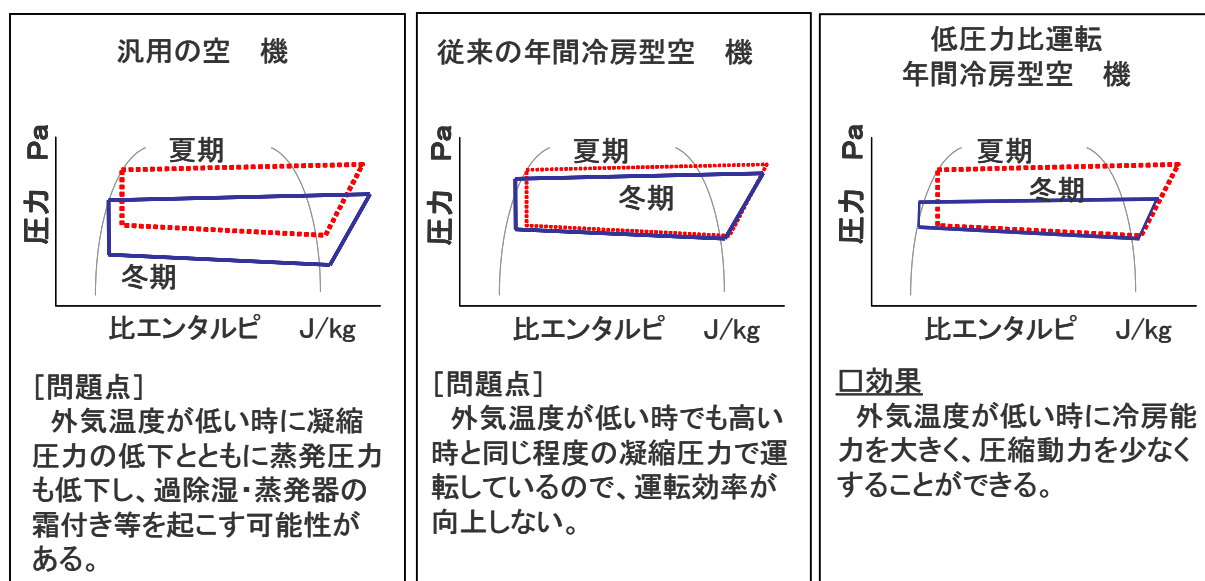 汎用の空 機
圧力 Pa
夏期
冬期
比エンタルピ J/kg
[問題点]
外気温度が低い時に凝縮
圧力の低下とともに蒸発圧力
も低下し、過除湿・蒸発器の
霜付き等を起こす可能性が
ある。
従来の年間冷房型空 機
圧力 Pa
夏期
冬期
比エンタルピ J/kg
[問題点]
外気温度が低い時でも高い
時と同じ程度の凝縮圧力で運
転しているので、運転効率が
向上しない。
低圧力比運転
年間冷房型空 機
圧力 Pa
夏期
冬期
比エンタルピ J/kg
□効果
外気温度が低い時に冷房能
力を大きく、圧縮動力を少なく
することができる。